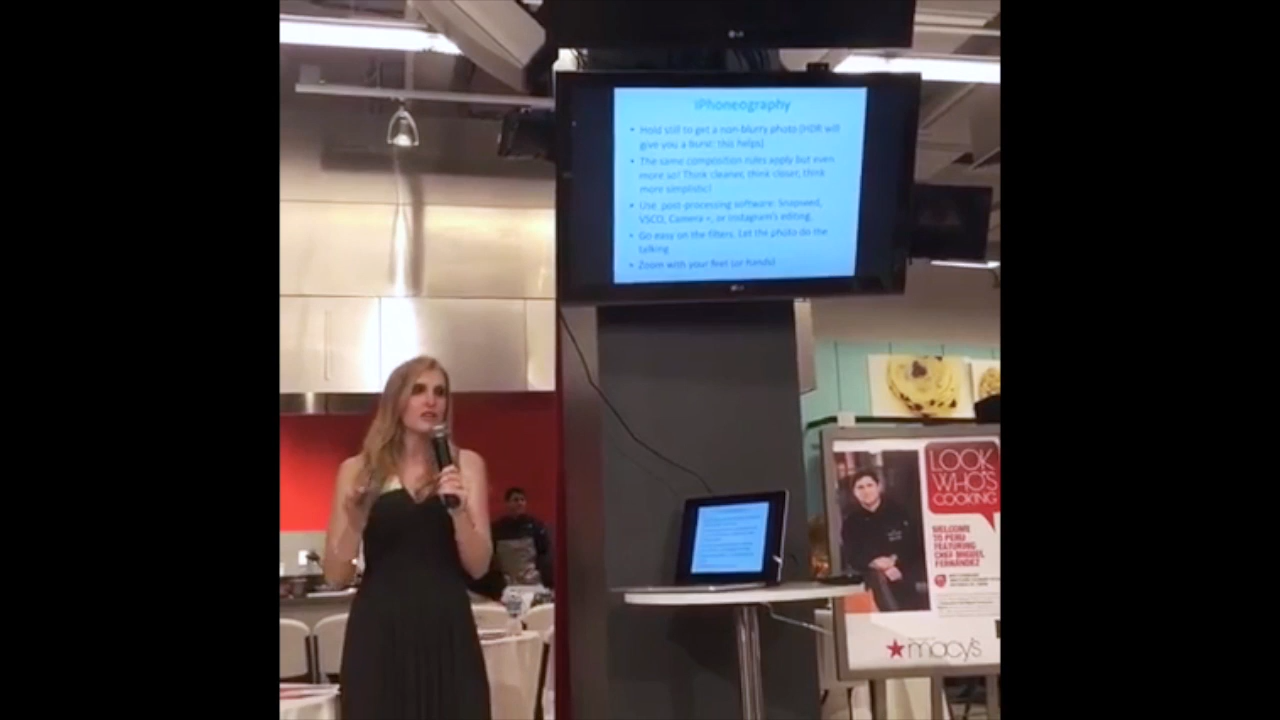 LG
iPhoneography
• Hold still to get a non-blurry photo (HDR will
give you a burst: this helps)
• The same composition rules apply but even
more so! Think cleaner, think closer, think
more simplistic!
• Use post-processing software: Snapseed,
VSCO, Camera +, or Instagram's editing.
• Go easy on the filters. Let the photo do the
talking
• Zoom with your feet (or hands)
LG
LOOK
WHO'S
COOKING
WELCOME
TO PERU
FEATURING
CHEF MIGUEL
FERNÁNDEZ
macy's